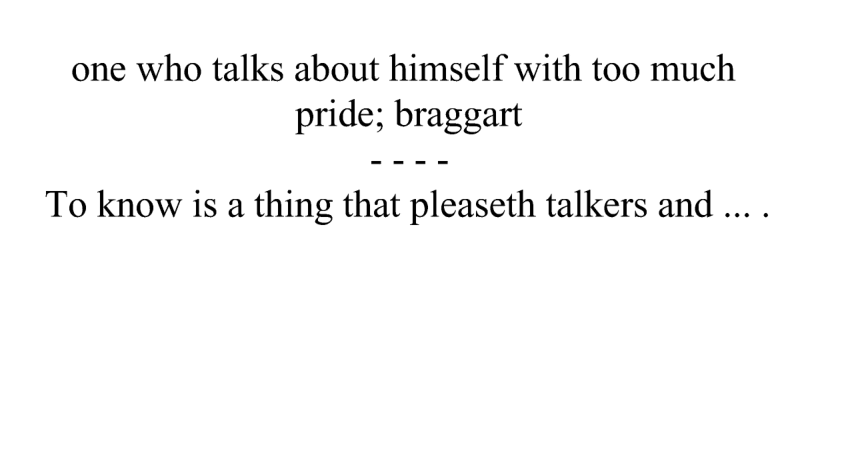 one who talks about himself with too much
pride; braggart
- - - -
To know is a thing that pleaseth talkers and ... .